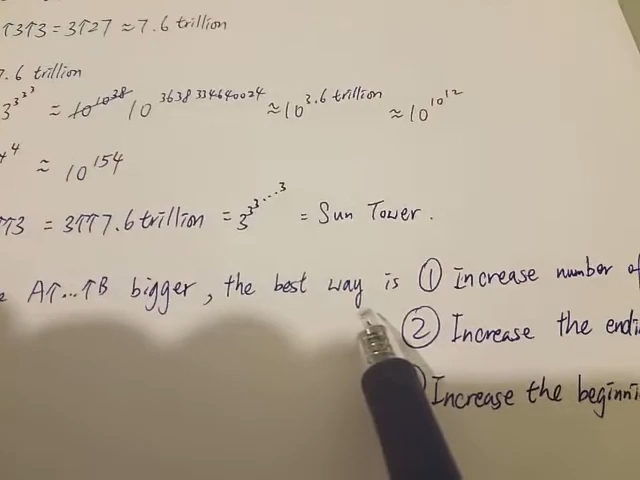 ↑3↑3 = 3↑27 ≈ 7.6 trillion
7.6 trillion
3^3^3^3 ≈ 10^10^38 10^3638334640024 ≈ 10^3.6 trillion ≈ 10^10^12
4^4 ≈ 10^154
↑↑3 = 3↑↑7.6 trillion = 3^3^3^...^3 = Sun Tower.
A↑...↑B bigger, the best way is ① Increase number of
② Increase the endi
Increase the beginni